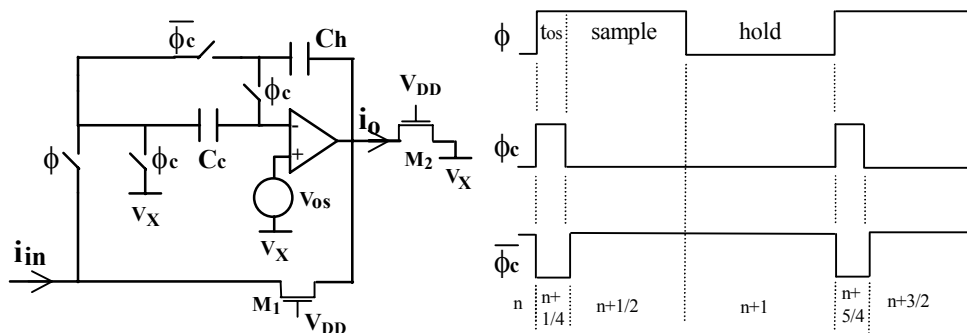 ϕc
Ch
VDD
ϕc
io
-
+
M2
VX
ϕ
ϕc
Cc
VX
Vos
VX
iin
M1
VDD
ϕ
tos
sample
hold
ϕc
ϕc
n
n+
1/4
n+1/2
n+1
n+
5/4
n+3/2